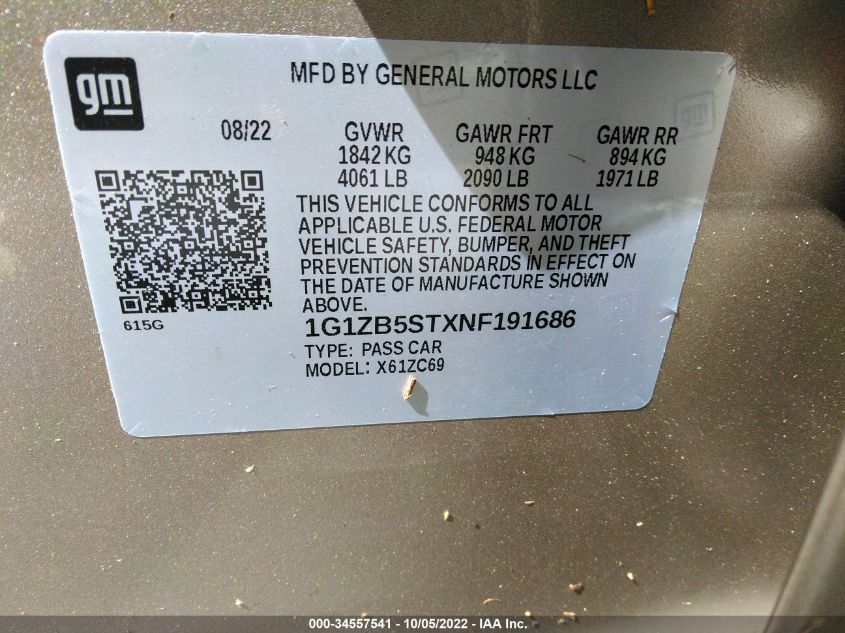 gm
MFD BY GENERAL MOTORS LLC
08/22 GVWR GAWR FRT GAWR RR
1842 KG 948 KG 894 KG
4061 LB 2090 LB 1971 LB
THIS VEHICLE CONFORMS TO ALL
APPLICABLE U.S. FEDERAL MOTOR
VEHICLE SAFETY, BUMPER, AND THEFT
PREVENTION STANDARDS IN EFFECT ON
THE DATE OF MANUFACTURE SHOWN
ABOVE.
615G
1G1ZB5STXNF191686
TYPE: PASS CAR
MODEL: X61ZC69
000-34557541 - 10/05/2022 - IAA Inc.